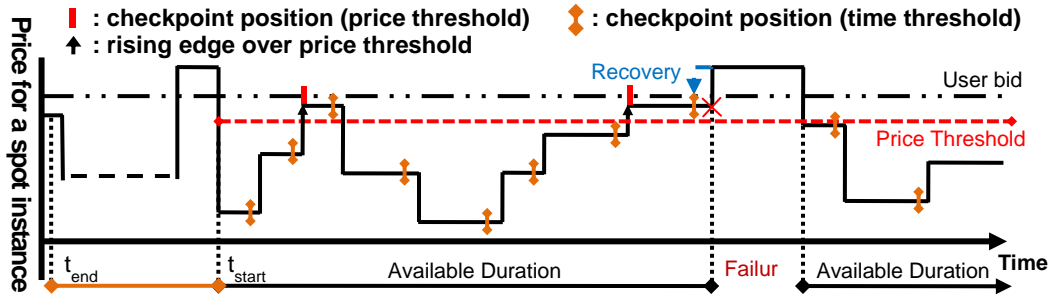 : checkpoint position (price threshold)
: checkpoint position (time threshold)
: rising edge over price threshold
Price for a spot instance
Recovery
User bid
Price Threshold
t_end
t_start
Available Duration
Failur
Available Duration
Time